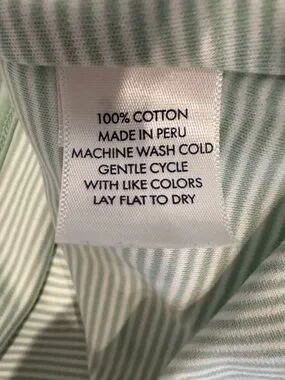 100% COTTON
MADE IN PERU
MACHINE WASH COLD
GENTLE CYCLE
WITH LIKE COLORS
LAY FLAT TO DRY